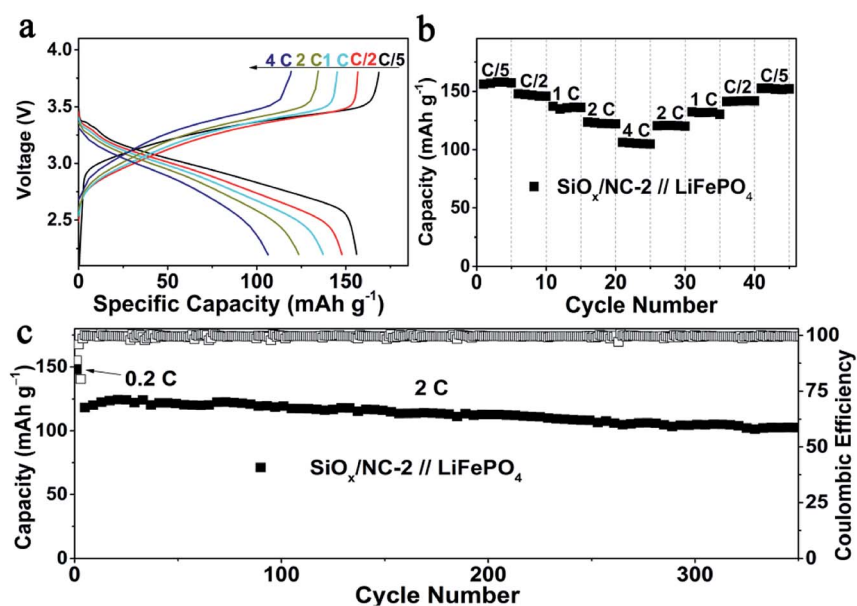 a
4.0
3.5
3.0
2.5
Voltage (V)
4 C 2 C 1 C C/2 C/5
0 50 100 150
Specific Capacity (mAh g⁻¹)
b
200
150
100
50
0
Capacity (mAh g⁻¹)
C/5 C/2 1 C 2 C 4 C 2 C 1 C C/2 C/5
SiOₓ/NC-2 // LiFePO₄
0 10 20 30 40
Cycle Number
c
150
100
50
0
Capacity (mAh g⁻¹)
0.2 C
2 C
SiOₓ/NC-2 // LiFePO₄
100
75
50
25
0
Coulombic Efficiency
0 100 200 300
Cycle Number